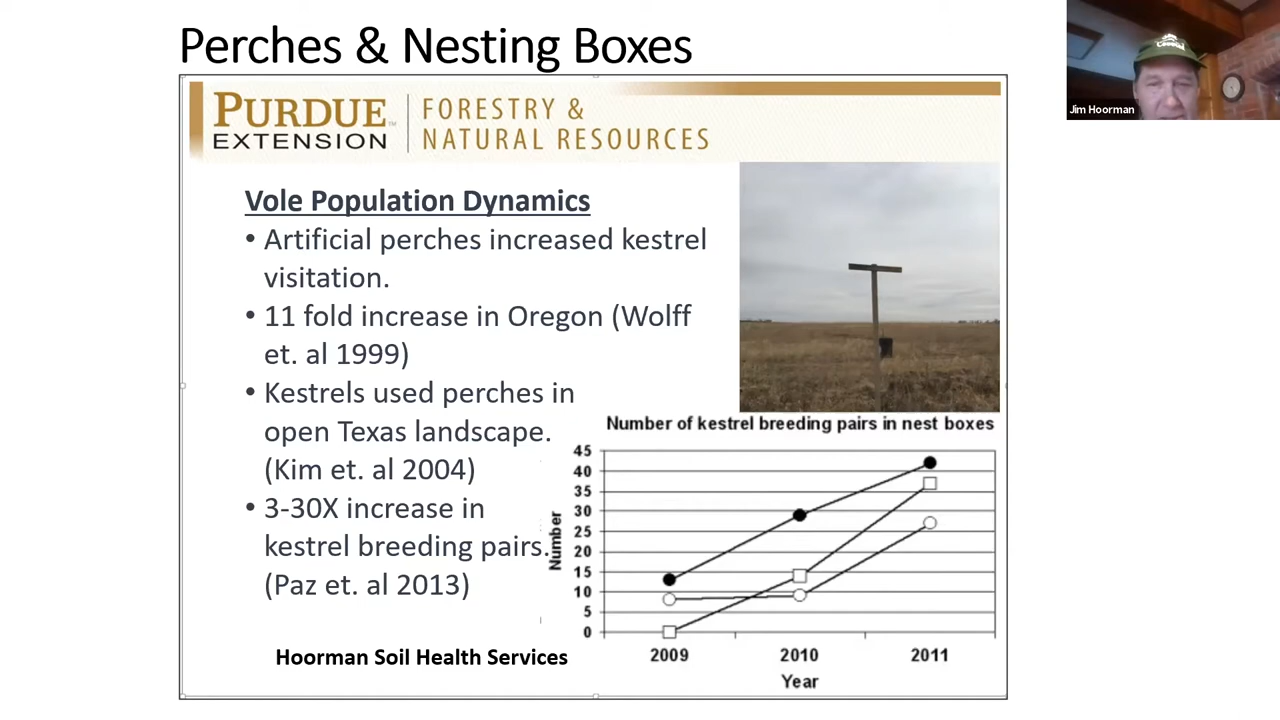 Perches & Nesting Boxes
PURDUE
EXTENSION
FORESTRY &
NATURAL RESOURCES
Jim Hoorman
Vole Population Dynamics
• Artificial perches increased kestrel
visitation.
• 11 fold increase in Oregon (Wolff
et. al 1999)
• Kestrels used perches in
open Texas landscape.
(Kim et. al 2004)
• 3-30X increase in
kestrel breeding pairs.
(Paz et. al 2013)
Hoorman Soil Health Services
Number of kestrel breeding pairs in nest boxes
Number
45
40
35
30
25
20
15
10
5
0
2009 2010 2011
Year